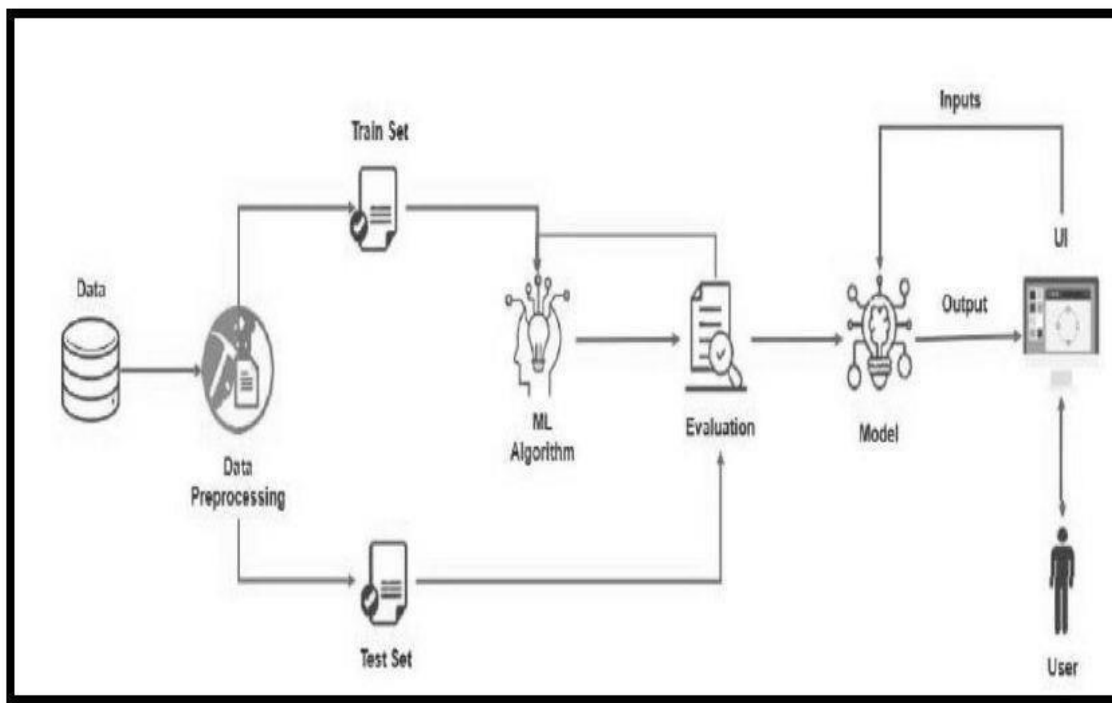 Inputs
Train Set
UI
Data
Output
ML
Algorithm
Evaluation
Model
Data
Preprocessing
Test Set
User